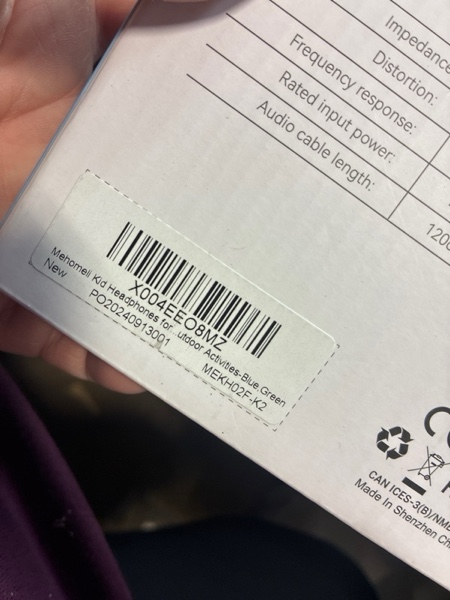 Impedance
Distortion:
Frequency response:
Rated input power:
Audio cable length:
1200
X004EEO8MZ
Mehomeli Kid Headphones for ...utdoor Activities-Blue,Green
New
PO20240913001
MEKH02F-K2
CAN ICES-3(B)/NMB
Made In Shenzhen Ch